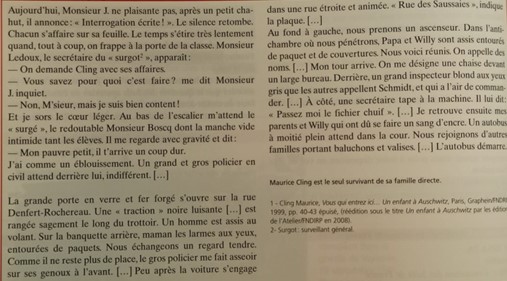 Aujourd'hui, Monsieur J. ne plaisante pas, après un petit cha-
hut, il annonce : « Interrogation écrite ! ». Le silence retombe.
Chacun s'affaire sur sa feuille. Le temps s'étire très lentement
quand, tout à coup, on frappe à la porte de la classe. Monsieur
Ledoux, le secrétaire du « surgot², apparaît :
— On demande Cling avec ses affaires.
— Vous savez pour quoi c'est faire ? me dit Monsieur
J. inquiet.
— Non, M'sieur, mais je suis bien content !
Et je sors le cœur léger. Au bas de l'escalier m'attend le
« surgé », le redoutable Monsieur Boscq dont la manche vide
intimide tant les élèves. Il me regarde avec gravité et dit :
— Mon pauvre petit, il t'arrive un coup dur.
J'ai comme un éblouissement. Un grand et gros policier en
civil attend derrière lui, indifférent. […]
La grande porte en verre et fer forgé s'ouvre sur la rue
Denfert-Rochereau. Une « traction » noire luisante […] est
rangée sagement le long du trottoir. Un homme est assis au
volant. Sur la banquette arrière, maman les larmes aux yeux,
entourées de paquets. Nous échangeons un regard tendre.
Comme il ne reste plus de place, le gros policier me fait asseoir
sur ses genoux à l'avant. […] Peu après la voiture s'engage
dans une rue étroite et animée. « Rue des Saussaies », indique
la plaque. […]
Au fond à gauche, nous prenons un ascenseur. Dans l'anti-
chambre où nous pénétrons, Papa et Willy sont assis entourés
de paquet et de couvertures. Nous voici réunis. On appelle des
noms. […] Mon tour arrive. On me désigne une chaise devant
un large bureau. Derrière, un grand inspecteur blond aux yeux
gris que les autres appellent Schmidt, et qui a l'air de comman-
der. […] À côté, une secrétaire tape à la machine. Il lui dit :
« Passez moi le fichier chuif ». […] Je retrouve ensuite mes
parents et Willy qui ont dû se faire un sang d'encre. Un autobus
à moitié plein attend dans la cour. Nous rejoignons d'autres
familles portant baluchons et valises. […] L'autobus démarre.
Maurice Cling est le seul survivant de sa famille directe.
1 - Cling Maurice, Vous qui entrez ici... Un enfant à Auschwitz, Paris, Graphein/FNDIRP
1999, pp. 40-43 épuisé, (réédition sous le titre Un enfant à Auschwitz par les éditions
de l'Atelier/FNDIRP en 2008).
2- Surgot : surveillant général.